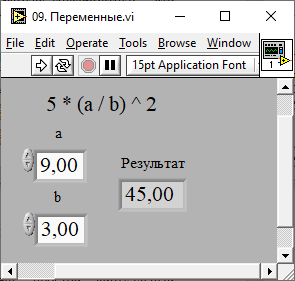 09. Переменные.vi
File Edit Operate Tools Browse Window
15pt Application Font
1
5 * (a / b) ^ 2
a
9,00
Результат
45,00
b
3,00